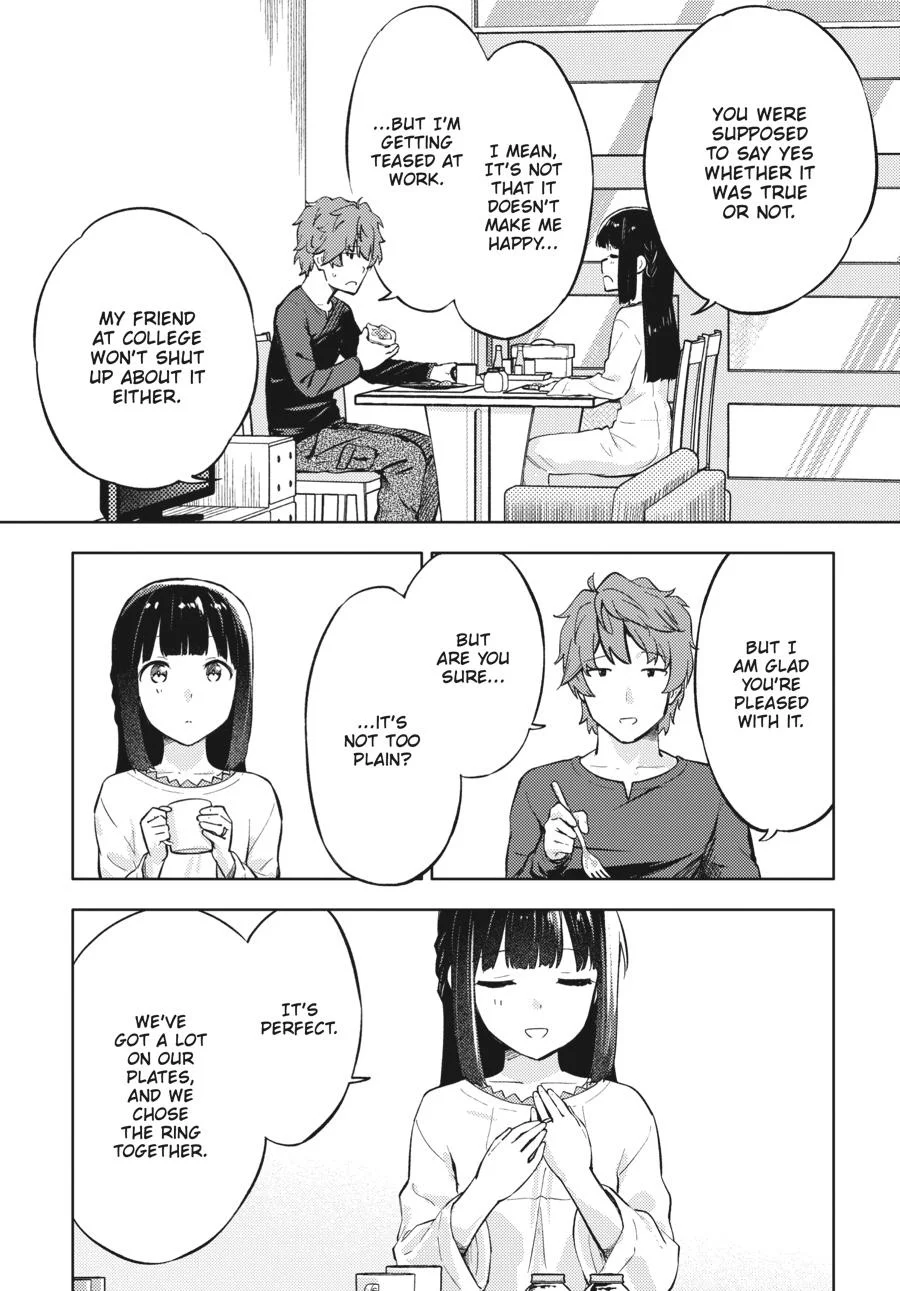 YOU WERE
SUPPOSED
TO SAY YES
WHETHER IT
WAS TRUE
OR NOT.
I MEAN,
IT'S NOT
THAT IT
DOESN'T
MAKE ME
HAPPY...
...BUT I'M
GETTING
TEASED AT
WORK.
MY FRIEND
AT COLLEGE
WON'T SHUT
UP ABOUT IT
EITHER.
BUT I
AM GLAD
YOU'RE
PLEASED
WITH IT.
BUT
ARE YOU
SURE...
...IT'S
NOT TOO
PLAIN?
IT'S
PERFECT.
WE'VE
GOT A LOT
ON OUR
PLATES,
AND WE
CHOSE
THE RING
TOGETHER.